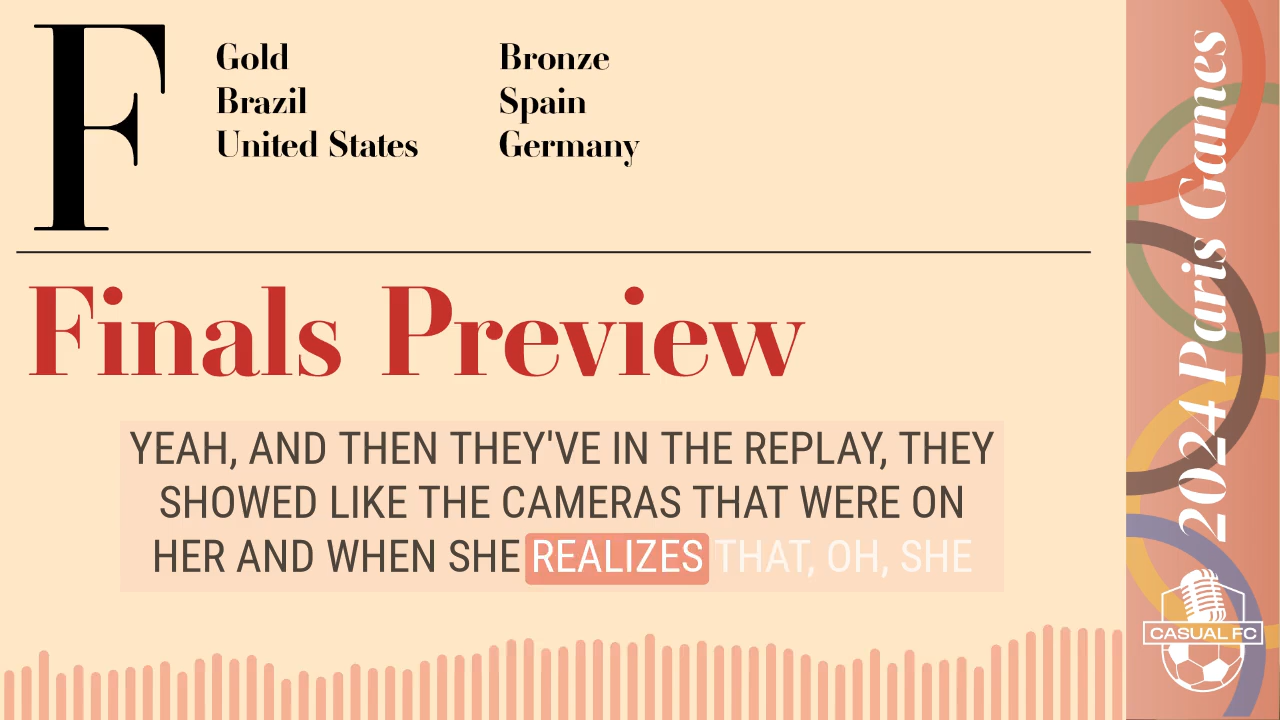 F
Gold
Brazil
United States
Bronze
Spain
Germany
Finals Preview
YEAH, AND THEN THEY'VE IN THE REPLAY, THEY
SHOWED LIKE THE CAMERAS THAT WERE ON
HER AND WHEN SHE REALIZES THAT, OH, SHE
2024 Paris Games
CASUAL FC